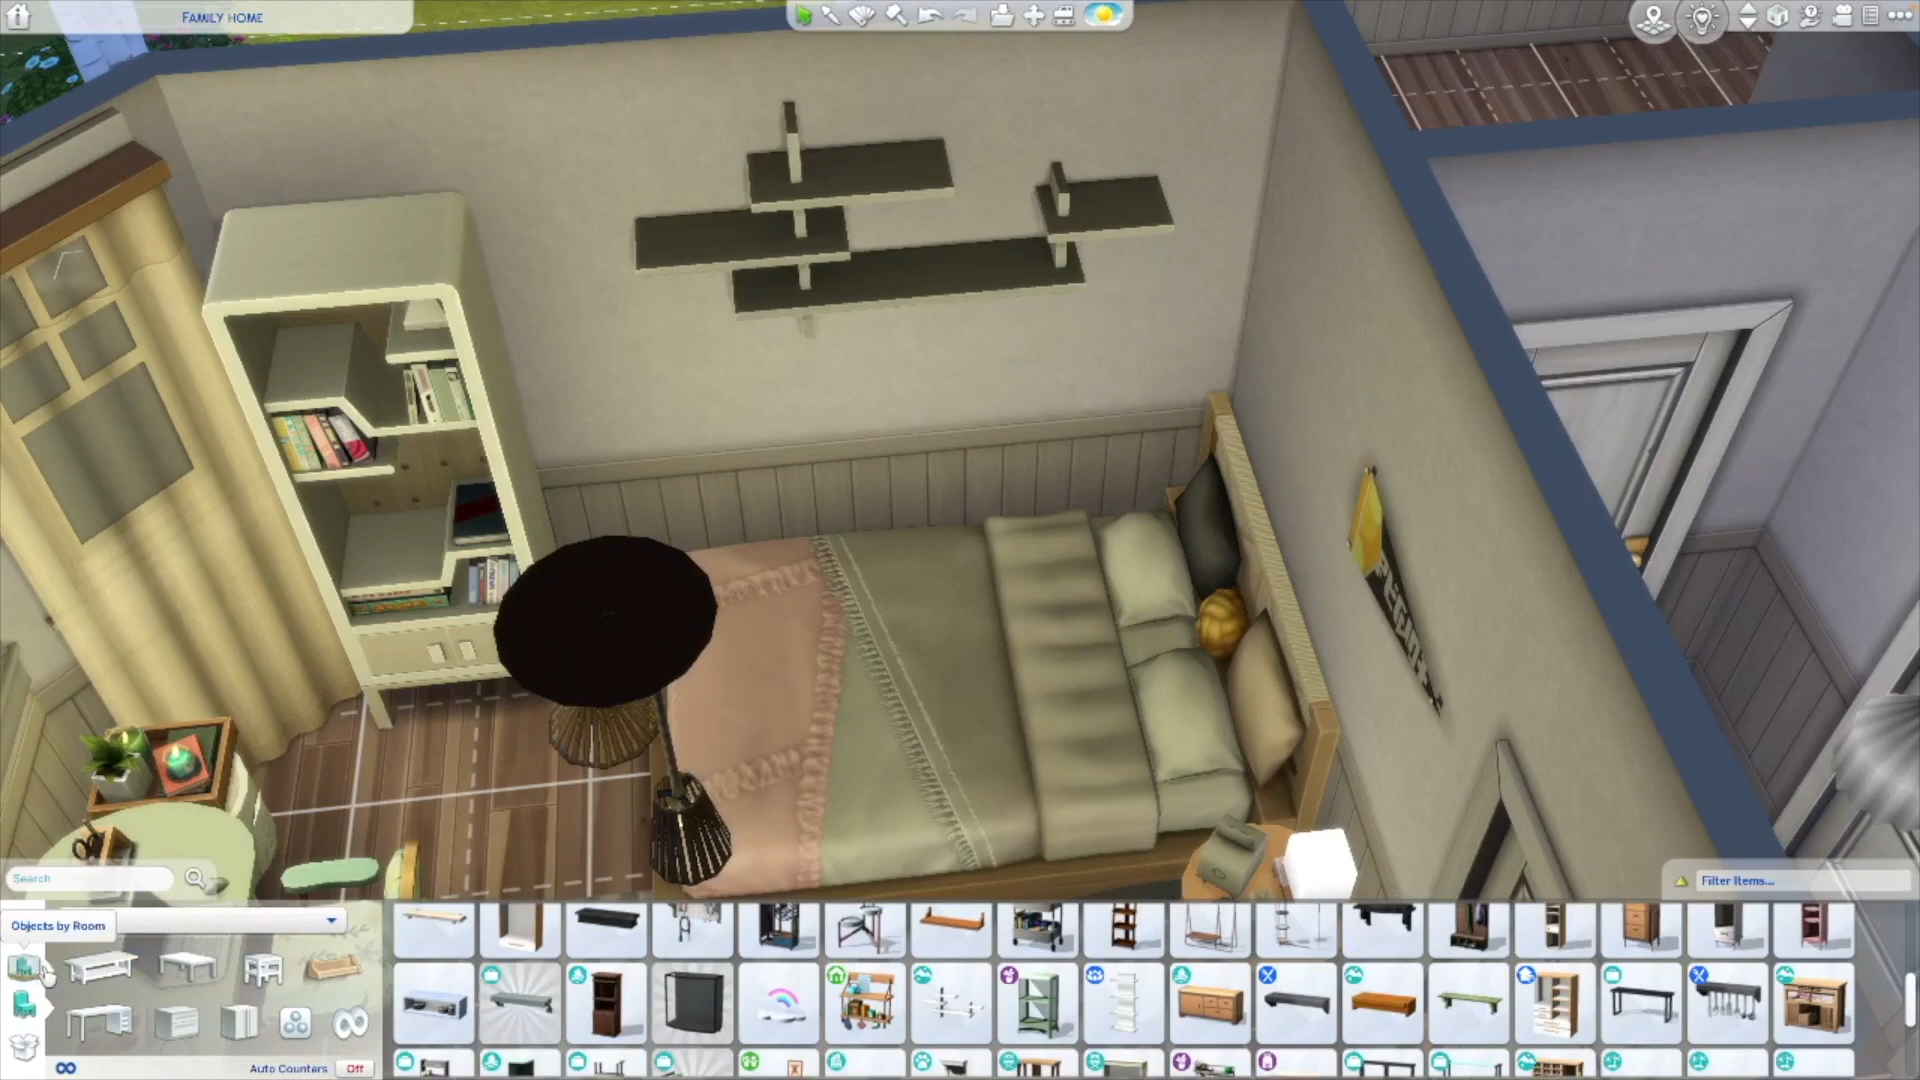 FAMILY HOME
Search
Filter Items...
Objects by Room
Auto Counters
Off